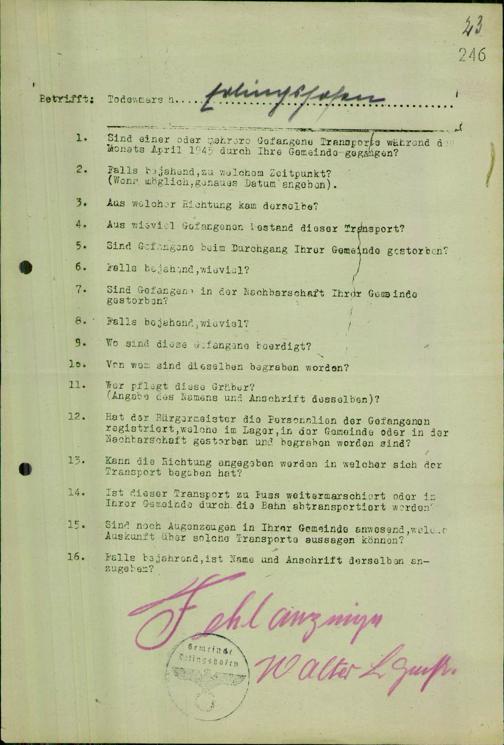 23
246
Betrifft: Todesmarsch.... Erlingshofen
1. Sind einer oder mehrere Gefangene Transporte während des
Monats April 1945 durch Ihre Gemeinde gegangen?
2. Falls bejahend,zu welchem Zeitpunkt?
(Wenn möglich,genaues Datum angeben).
3. Aus welcher Richtung kam derselbe?
4. Aus wieviel Gefangenen bestand dieser Transport?
5. Sind Gefangene beim Durchgang Ihrer Gemeinde gestorben?
6. Falls bejahend,wieviel?
7. Sind Gefangene in der Nachbarschaft Ihrer Gemeinde
gestorben?
8. Falls bejahend,wieviel?
9. Wo sind diese Gefangene beerdigt?
10. Von wem sind dieselben begraben worden?
11. Wer pflegt diese Gräber?
(Angabe des Namens und Anschrift desselben)?
12. Hat der Bürgermeister die Personalien der Gefangenen
registriert,welche im Lager,in der Gemeinde oder in der
Nachbarschaft gestorben und begraben worden sind?
13. Kann die Richtung angegeben werden in welcher sich der
Transport begeben hat?
14. Ist dieser Transport zu Fuss weitermarschiert oder in
Ihrer Gemeinde durch die Bahn abtransportiert worden?
15. Sind noch Augenzeugen in Ihrer Gemeinde anwesend,welche
Auskunft über solche Transporte aussagen können?
16. Falls bejahrend,ist Name und Anschrift derselben an-
zugeben?
Fehlanzeige
Gemeinde
Erlingshofen
Walter